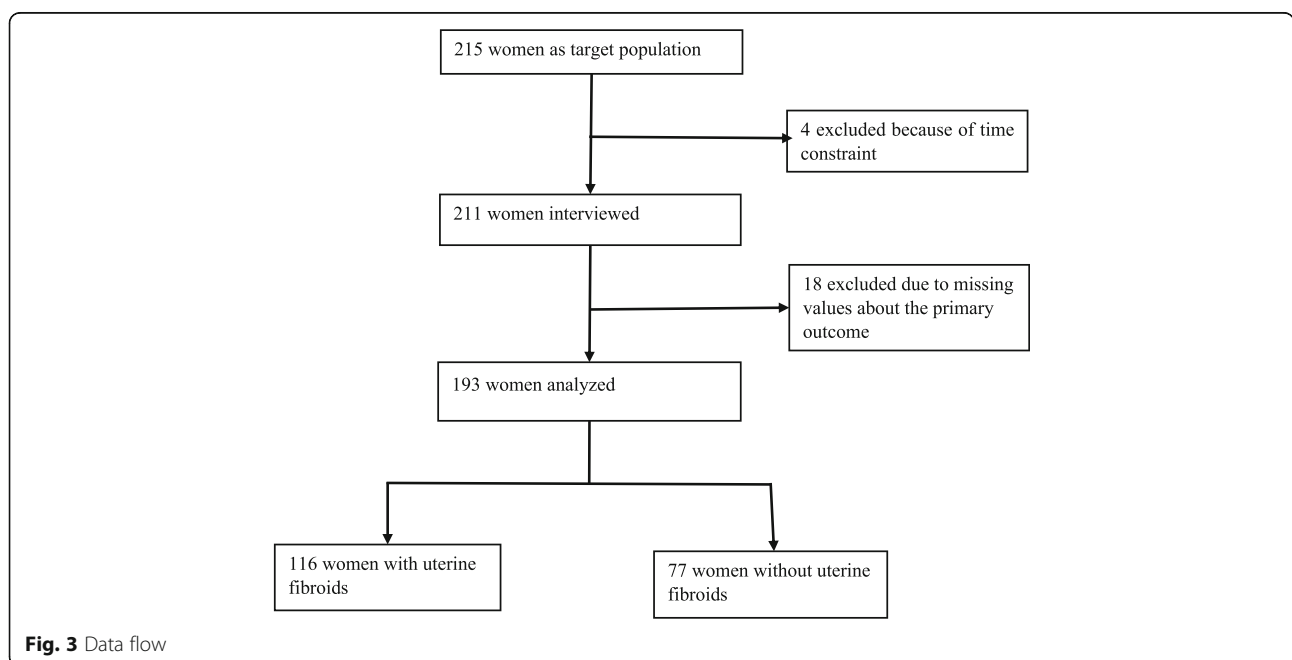 215 women as target population
4 excluded because of time
constraint
211 women interviewed
18 excluded due to missing
values about the primary
outcome
193 women analyzed
116 women with uterine
fibroids
77 women without uterine
fibroids
Fig. 3 Data flow